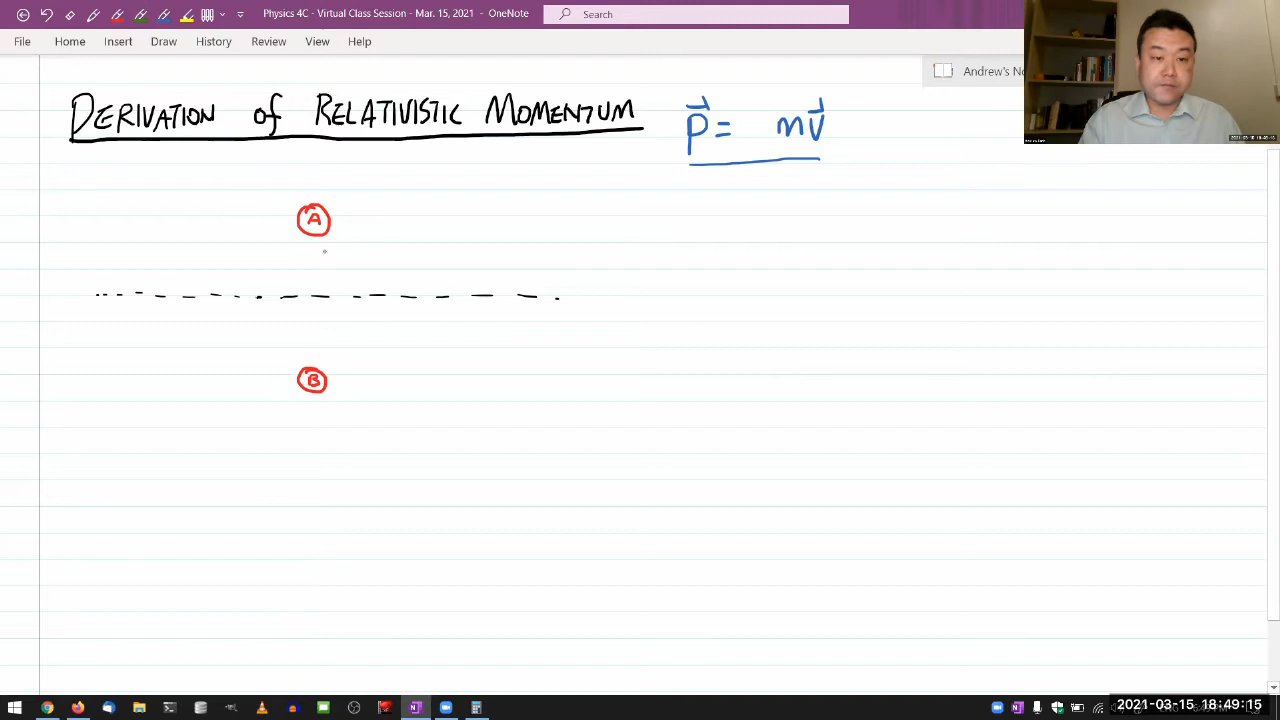 Physics 4C - Virtual Class Session - Mar. 15, 2021 - OneNote
Search
File Home Insert Draw History Review View Help
Andrew's No
DERIVATION of RELATIVISTIC MOMENTUM
p⃗ = mv⃗
A
B
2021-03-15 18:49:15